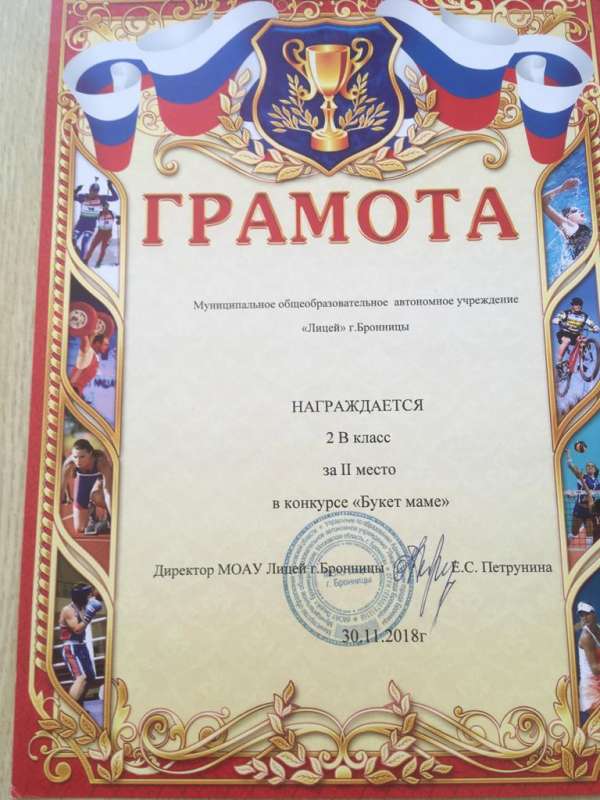 ГРАМОТА
Муниципальное общеобразовательное автономное учреждение
«Лицей» г.Бронницы
НАГРАЖДАЕТСЯ
2 В класс
за II место
в конкурсе «Букет маме»
Директор МОАУ Лицей г.Бронницы Е.С. Петрунина
г. Бронницы
30.11.2018г